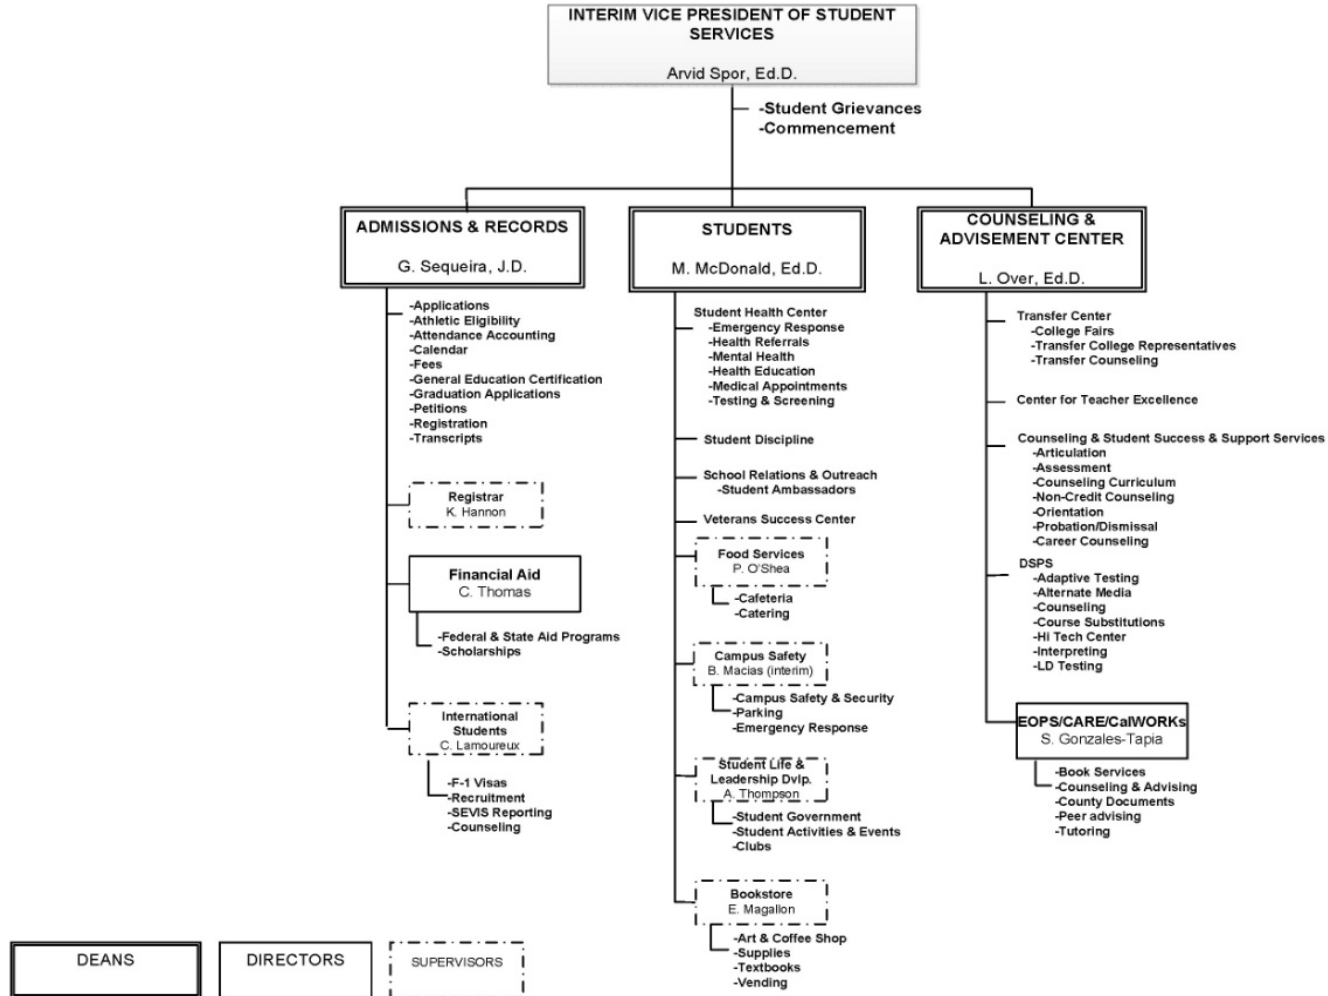 INTERIM VICE PRESIDENT OF STUDENT
SERVICES
Arvid Spor, Ed.D.
-Student Grievances
-Commencement
ADMISSIONS & RECORDS
G. Sequeira, J.D.
-Applications
-Athletic Eligibility
-Attendance Accounting
-Calendar
-Fees
-General Education Certification
-Graduation Applications
-Petitions
-Registration
-Transcripts
Registrar
K. Hannon
Financial Aid
C. Thomas
-Federal & State Aid Programs
-Scholarships
International
Students
C. Lamoureux
-F-1 Visas
-Recruitment
-SEVIS Reporting
-Counseling
STUDENTS
M. McDonald, Ed.D.
Student Health Center
-Emergency Response
-Health Referrals
-Mental Health
-Health Education
-Medical Appointments
-Testing & Screening
Student Discipline
School Relations & Outreach
-Student Ambassadors
Veterans Success Center
Food Services
P. O'Shea
-Cafeteria
-Catering
Campus Safety
B. Macias (interim)
-Campus Safety & Security
-Parking
-Emergency Response
Student Life &
Leadership Dvlp.
A. Thompson
-Student Government
-Student Activities & Events
-Clubs
Bookstore
E. Magallon
-Art & Coffee Shop
-Supplies
-Textbooks
-Vending
COUNSELING &
ADVISEMENT CENTER
L. Over, Ed.D.
Transfer Center
-College Fairs
-Transfer College Representatives
-Transfer Counseling
Center for Teacher Excellence
Counseling & Student Success & Support Services
-Articulation
-Assessment
-Counseling Curriculum
-Non-Credit Counseling
-Orientation
-Probation/Dismissal
-Career Counseling
DSPS
-Adaptive Testing
-Alternate Media
-Counseling
-Course Substitutions
-Hi Tech Center
-Interpreting
-LD Testing
EOPS/CARE/CalWORKs
S. Gonzales-Tapia
-Book Services
-Counseling & Advising
-County Documents
-Peer advising
-Tutoring
DEANS
DIRECTORS
SUPERVISORS